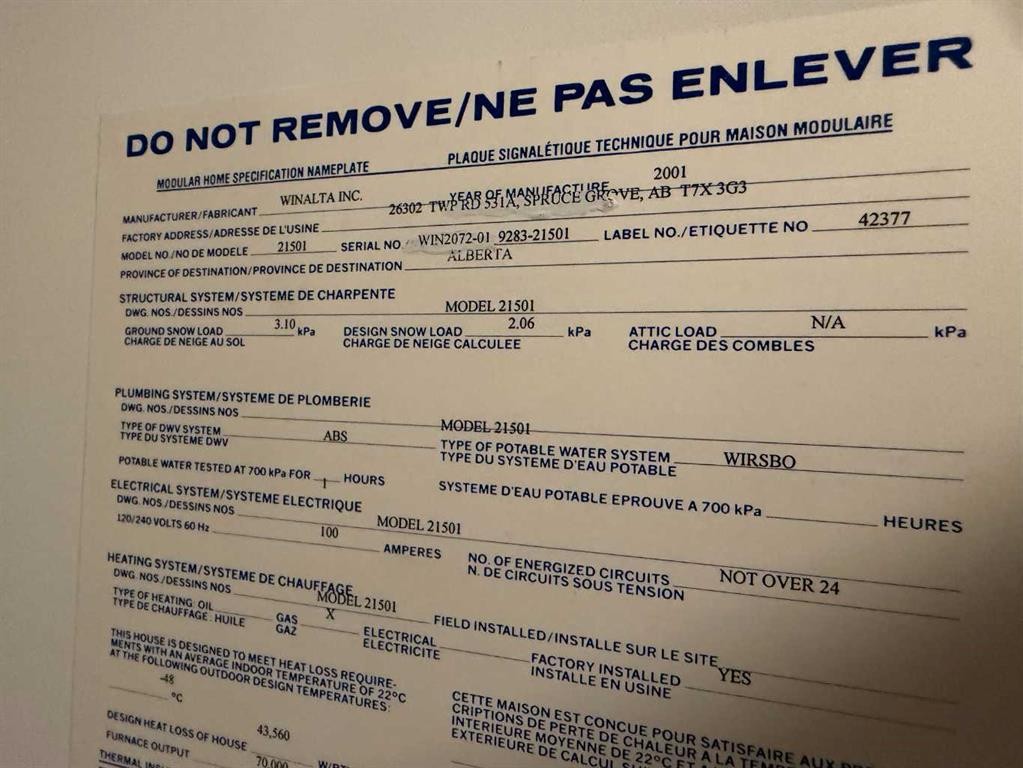 DO NOT REMOVE/NE PAS ENLEVER
MODULAR HOME SPECIFICATION NAMEPLATE PLAQUE SIGNALÉTIQUE TECHNIQUE POUR MAISON MODULAIRE
MANUFACTURER/FABRICANT WINALTA INC. YEAR OF MANUFACTURE 2001
FACTORY ADDRESS/ADRESSE DE L'USINE 26302 TWP RD 531A, SPRUCE GROVE, AB T7X 3G3
MODEL NO./NO DE MODELE 21501 SERIAL NO. WIN2072-01 9283-21501 LABEL NO./ETIQUETTE NO 42377
PROVINCE OF DESTINATION/PROVINCE DE DESTINATION ALBERTA
STRUCTURAL SYSTEM/SYSTEME DE CHARPENTE
DWG. NOS./DESSINS NOS MODEL 21501
GROUND SNOW LOAD 3.10 kPa DESIGN SNOW LOAD 2.06 kPa ATTIC LOAD N/A kPa
CHARGE DE NEIGE AU SOL CHARGE DE NEIGE CALCULEE CHARGE DES COMBLES
PLUMBING SYSTEM/SYSTEME DE PLOMBERIE
DWG. NOS./DESSINS NOS MODEL 21501
TYPE OF DWV SYSTEM ABS TYPE OF POTABLE WATER SYSTEM WIRSBO
TYPE DU SYSTEME DWV TYPE DU SYSTEME D'EAU POTABLE
POTABLE WATER TESTED AT 700 kPa FOR 1 HOURS SYSTEME D'EAU POTABLE EPROUVE A 700 kPa HEURES
ELECTRICAL SYSTEM/SYSTEME ELECTRIQUE
DWG. NOS./DESSINS NOS MODEL 21501
120/240 VOLTS 60 Hz 100 AMPERES NO. OF ENERGIZED CIRCUITS NOT OVER 24
N. DE CIRCUITS SOUS TENSION
HEATING SYSTEM/SYSTEME DE CHAUFFAGE
DWG. NOS./DESSINS NOS MODEL 21501
TYPE OF HEATING: OIL GAS X ELECTRICAL FIELD INSTALLED/INSTALLE SUR LE SITE
TYPE DE CHAUFFAGE: HUILE GAZ ELECTRICITE FACTORY INSTALLED YES
INSTALLE EN USINE
THIS HOUSE IS DESIGNED TO MEET HEAT LOSS REQUIRE-
MENTS WITH AN AVERAGE INDOOR TEMPERATURE OF 22°C
AT THE FOLLOWING OUTDOOR DESIGN TEMPERATURES:
-48 °C
CETTE MAISON EST CONCUE POUR SATISFAIRE AUX
CRIPTIONS DE PERTE DE CHALEUR A LA
INTERIEURE MOYENNE DE 22°C ET
EXTERIEURE DE CALCUL
DESIGN HEAT LOSS OF HOUSE 43,560
FURNACE OUTPUT 70,000
THERMAL